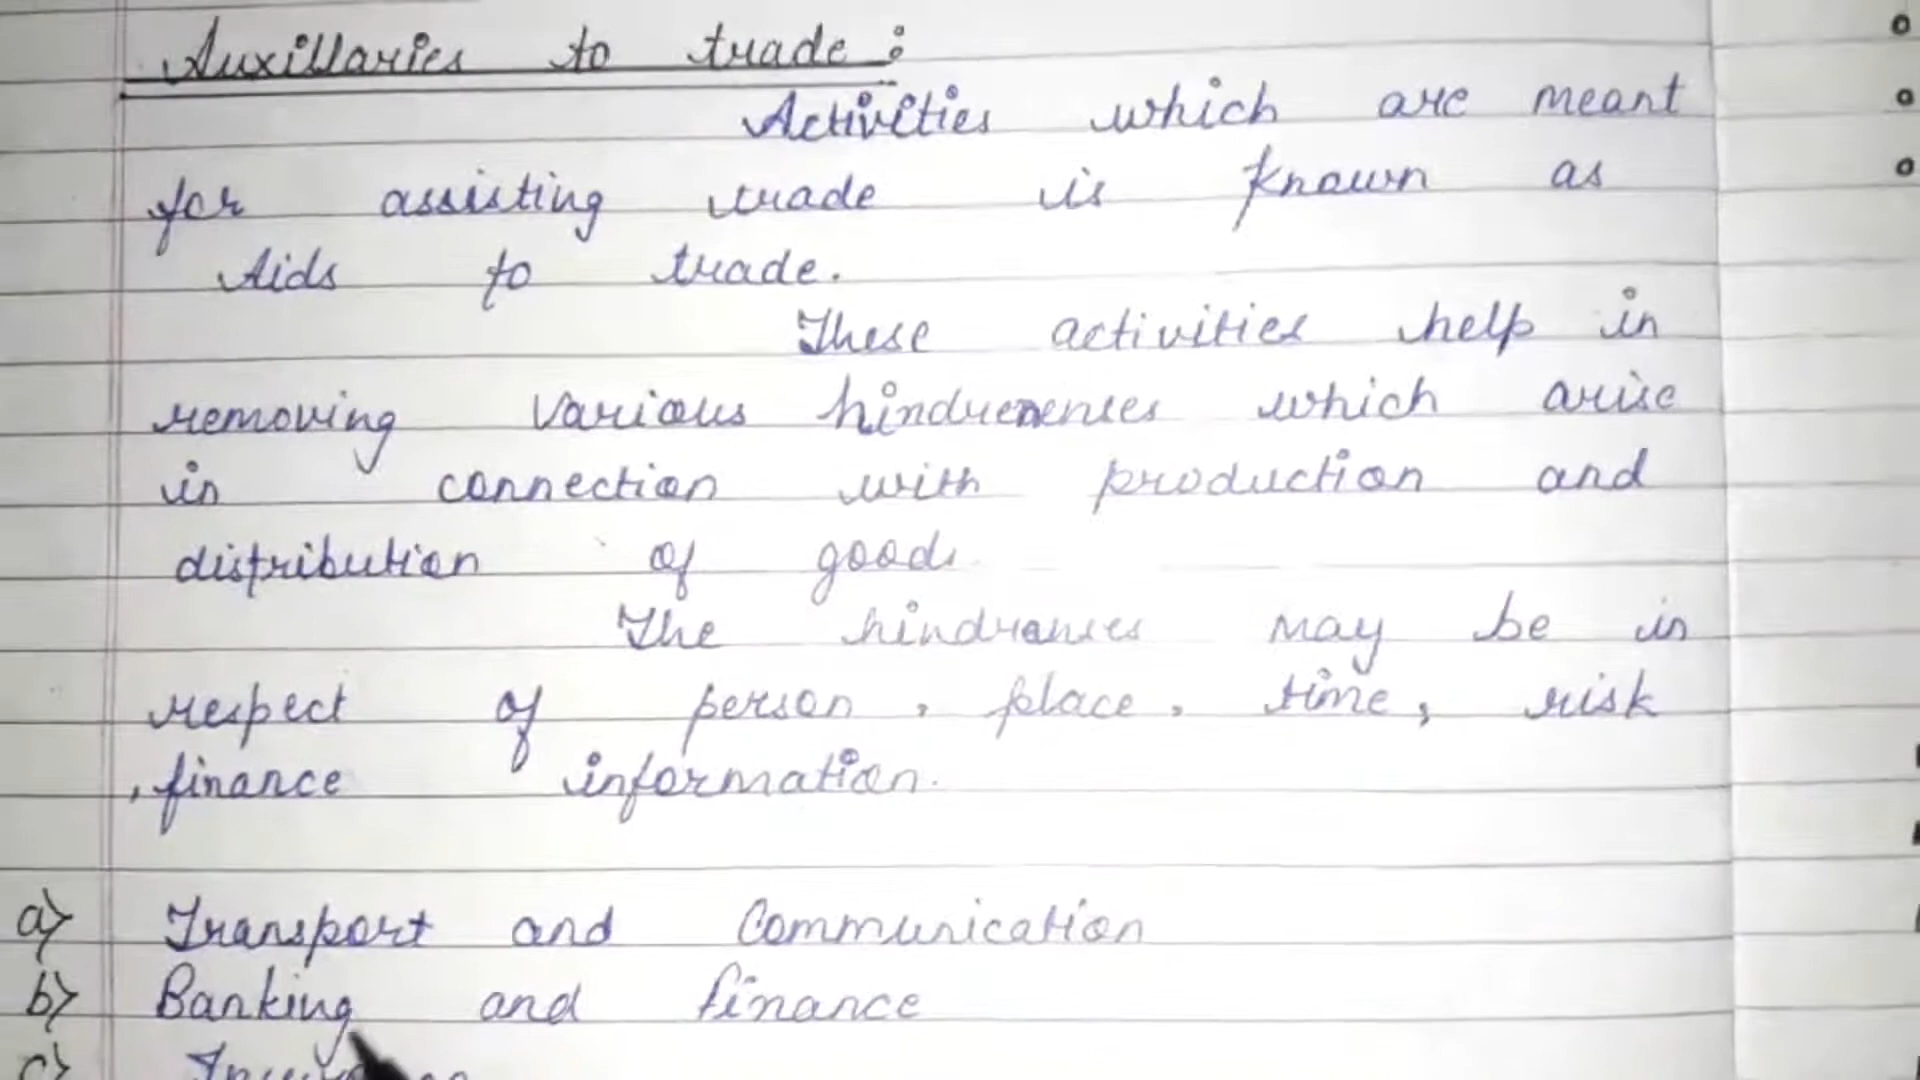 Auxillaries to trade :
Activities which are meant
for assisting trade is known as
Aids to trade.
These activities help in
removing various which arise
in connection with production and
distribution of goods
The hindrances may be in
respect of person, place, time, risk
, finance information.
a) Transport and Communication
b) Banking and finance
c)